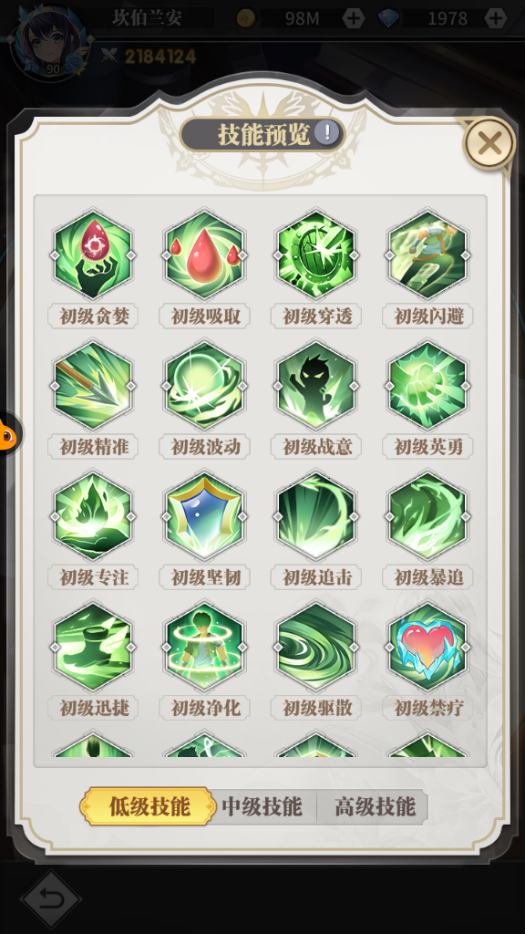 坎伯兰安
98M
1978
90
2184124
技能预览
初级贪婪 初级吸取 初级穿透 初级闪避
初级精准 初级波动 初级战意 初级英勇
初级专注 初级坚韧 初级追击 初级暴追
初级迅捷 初级净化 初级驱散 初级禁疗
低级技能 中级技能 高级技能